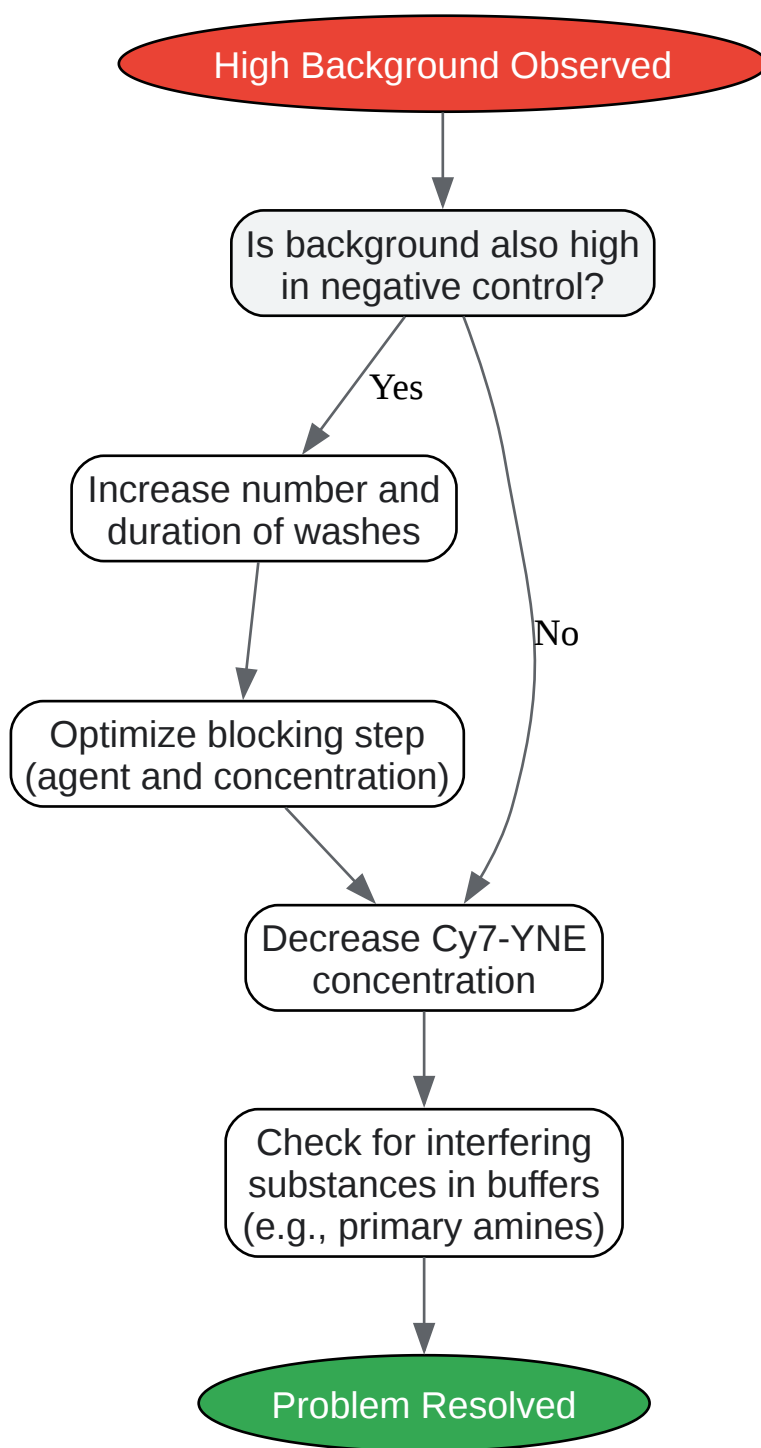 High Background Observed
Is background also high
in negative control?
Yes
Increase number and
duration of washes
No
Optimize blocking step
(agent and concentration)
Decrease Cy7-YNE
concentration
Check for interfering
substances in buffers
(e.g., primary amines)
Problem Resolved